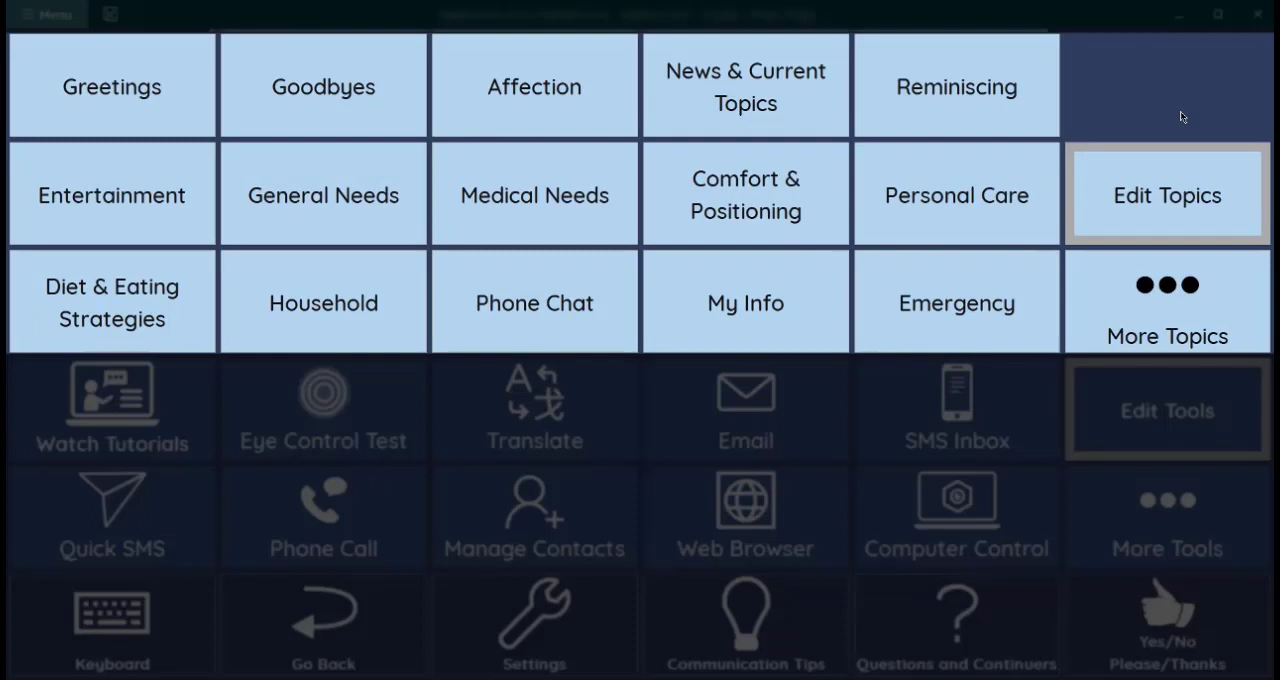 Menu
Greetings
Goodbyes
Affection
News & Current
Topics
Reminiscing
Entertainment
General Needs
Medical Needs
Comfort &
Positioning
Personal Care
Edit Topics
Diet & Eating
Strategies
Household
Phone Chat
My Info
Emergency
More Topics
Watch Tutorials
Eye Control Test
Translate
Email
SMS Inbox
Edit Tools
Quick SMS
Phone Call
Manage Contacts
Web Browser
Computer Control
More Tools
Keyboard
Go Back
Settings
Communication Tips
Questions and Continuers
Yes/No
Please/Thanks